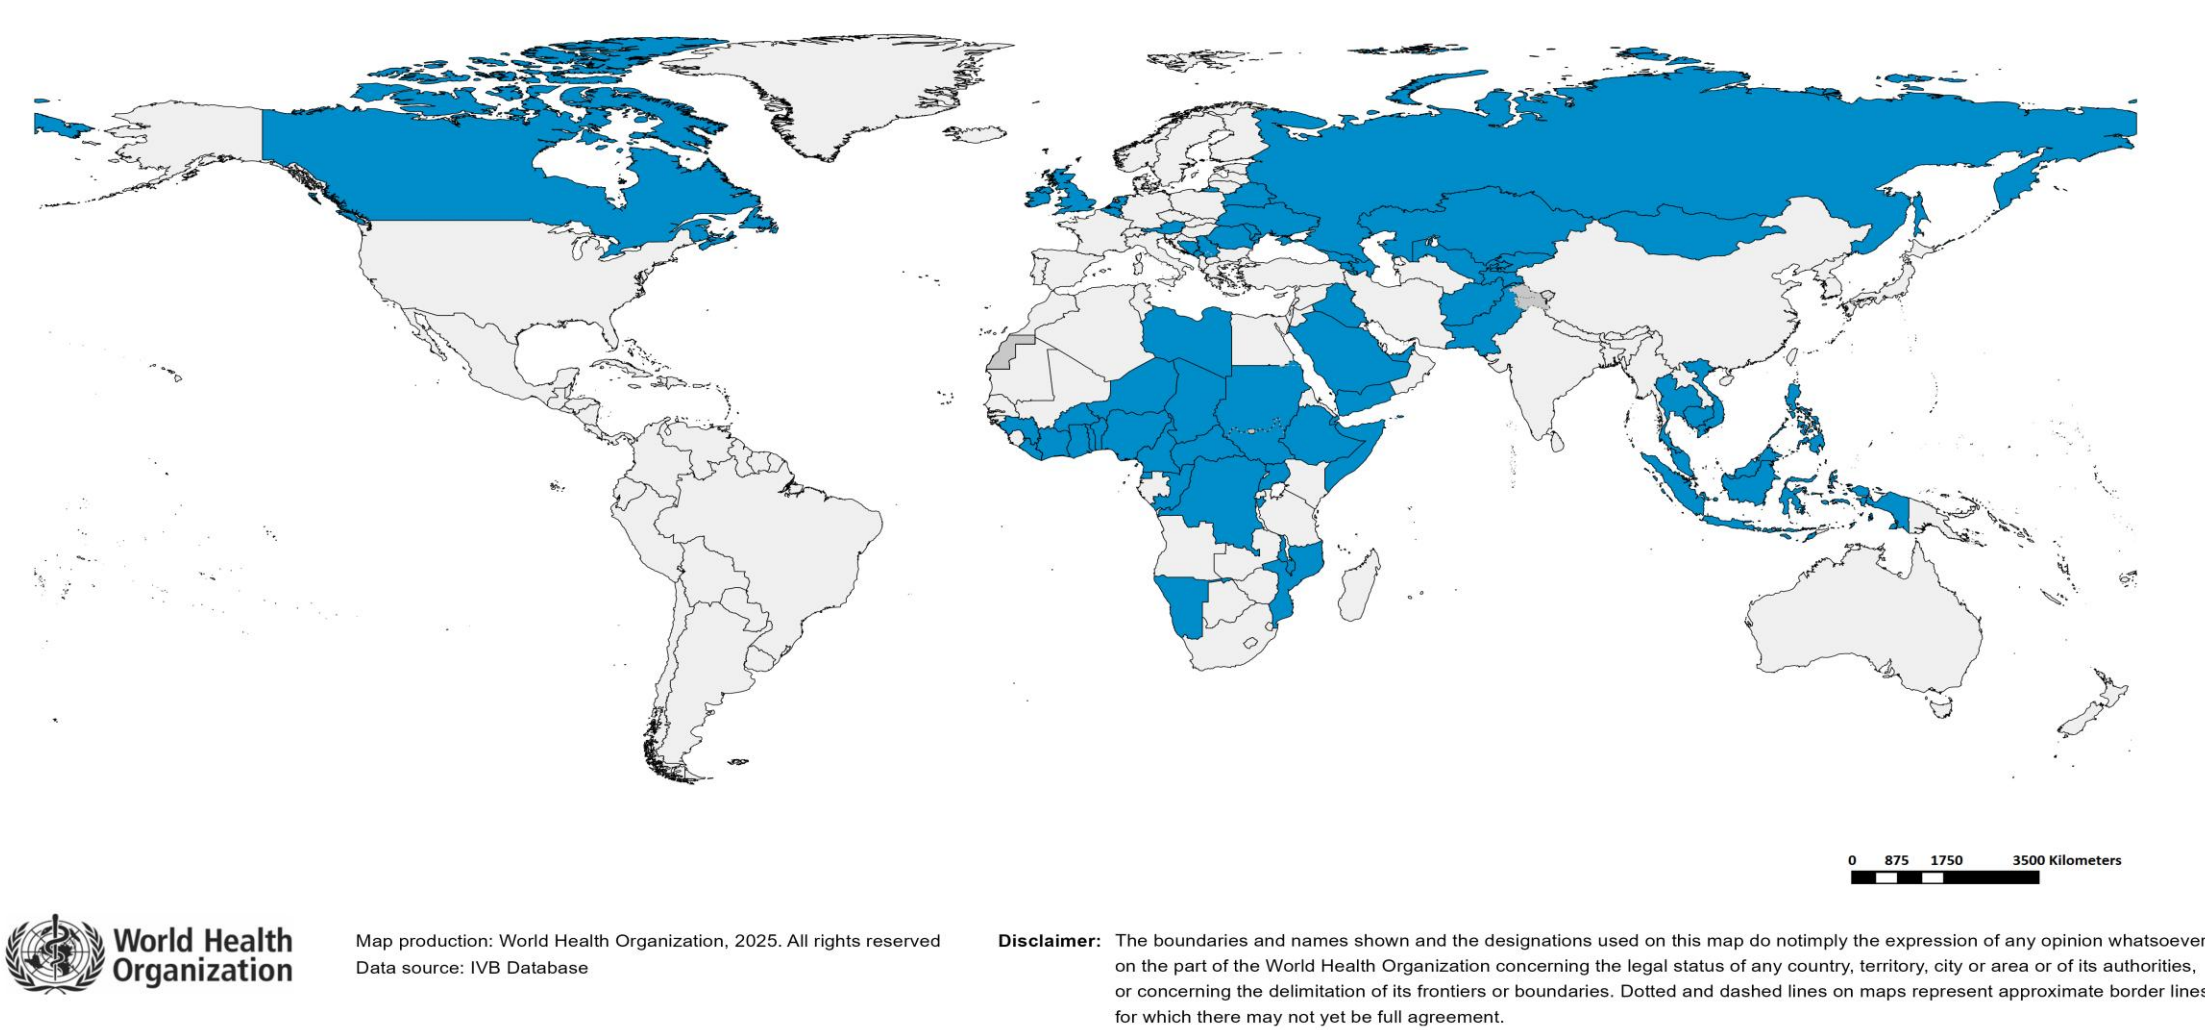 0 875 1750 3500 Kilometers
World Health
Organization
Map production: World Health Organization, 2025. All rights reserved
Data source: IVB Database
Disclaimer: The boundaries and names shown and the designations used on this map do notimply the expression of any opinion whatsoever
on the part of the World Health Organization concerning the legal status of any country, territory, city or area or of its authorities,
or concerning the delimitation of its frontiers or boundaries. Dotted and dashed lines on maps represent approximate border lines
for which there may not yet be full agreement.